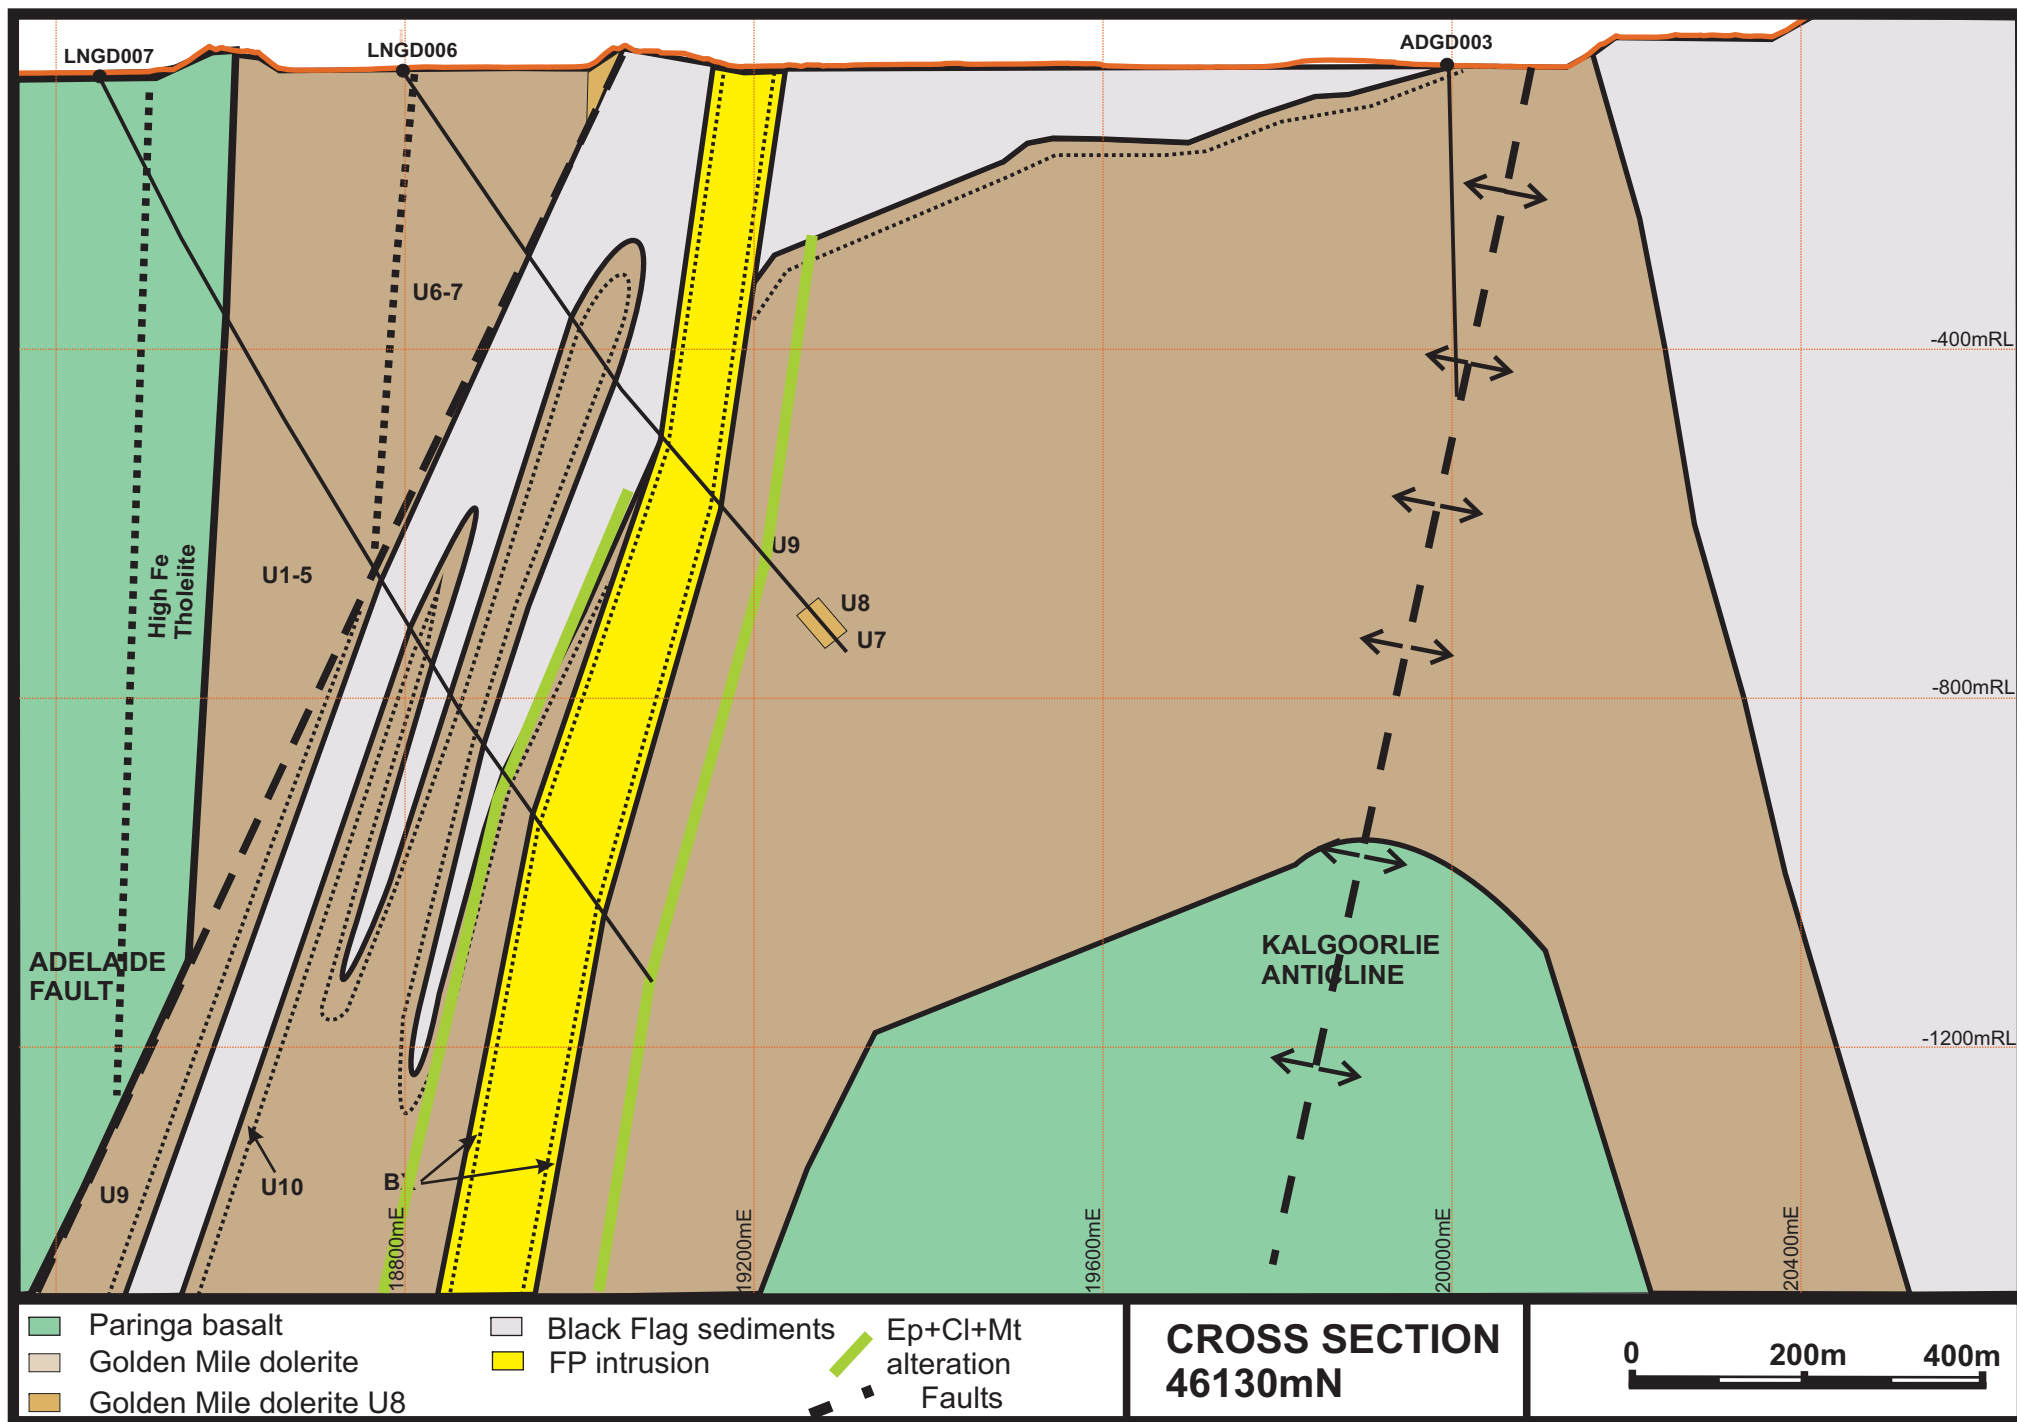 LNGD007
LNGD006
ADGD003
U6-7
-400mRL
U9
High Fe
Tholeiite
U1-5
U8
U7
-800mRL
ADELAIDE
FAULT
KALGOORLIE
ANTICLINE
-1200mRL
U9
U10
BX
18800mE
19200mE
19600mE
20000mE
20400mE
Paringa basalt
Golden Mile dolerite
Golden Mile dolerite U8
Black Flag sediments
FP intrusion
Ep+Cl+Mt
alteration
Faults
CROSS SECTION
46130mN
0 200m 400m